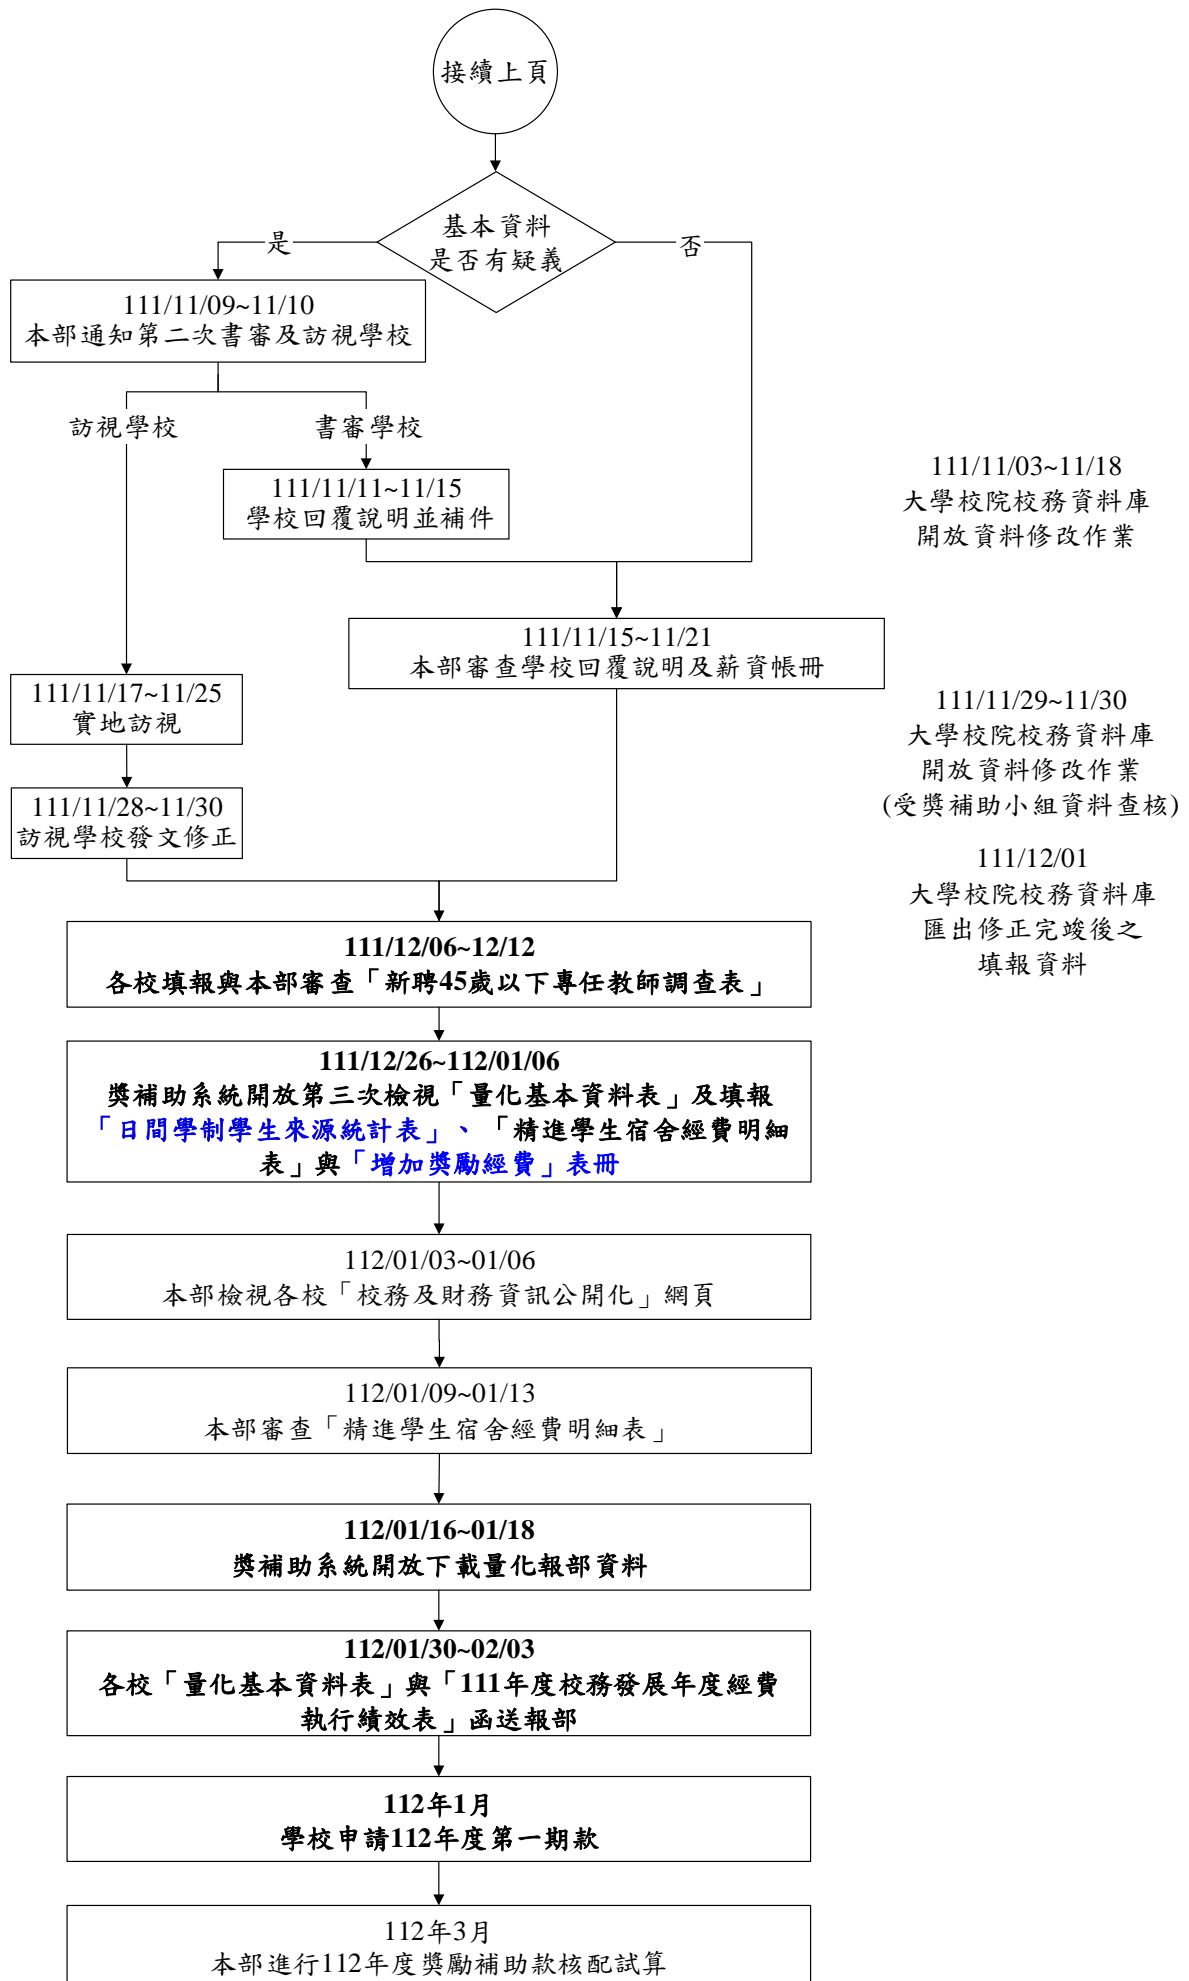 接續上頁
基本資料
是否有疑義
是
否
111/11/09~11/10
本部通知第二次書審及訪視學校
訪視學校
書審學校
111/11/11~11/15
學校回覆說明並補件
111/11/03~11/18
大學校院校務資料庫
開放資料修改作業
111/11/15~11/21
本部審查學校回覆說明及薪資帳冊
111/11/17~11/25
實地訪視
111/11/29~11/30
大學校院校務資料庫
開放資料修改作業
(受獎補助小組資料查核)
111/11/28~11/30
訪視學校發文修正
111/12/01
大學校院校務資料庫
匯出修正完竣後之
填報資料
111/12/06~12/12
各校填報與本部審查「新聘45歲以下專任教師調查表」
111/12/26~112/01/06
獎補助系統開放第三次檢視「量化基本資料表」及填報
「日間學制學生來源統計表」、「精進學生宿舍經費明細
表」與「增加獎勵經費」表冊
112/01/03~01/06
本部檢視各校「校務及財務資訊公開化」網頁
112/01/09~01/13
本部審查「精進學生宿舍經費明細表」
112/01/16~01/18
獎補助系統開放下載量化報部資料
112/01/30~02/03
各校「量化基本資料表」與「111年度校務發展年度經費
執行績效表」函送報部
112年1月
學校申請112年度第一期款
112年3月
本部進行112年度獎勵補助款核配試算